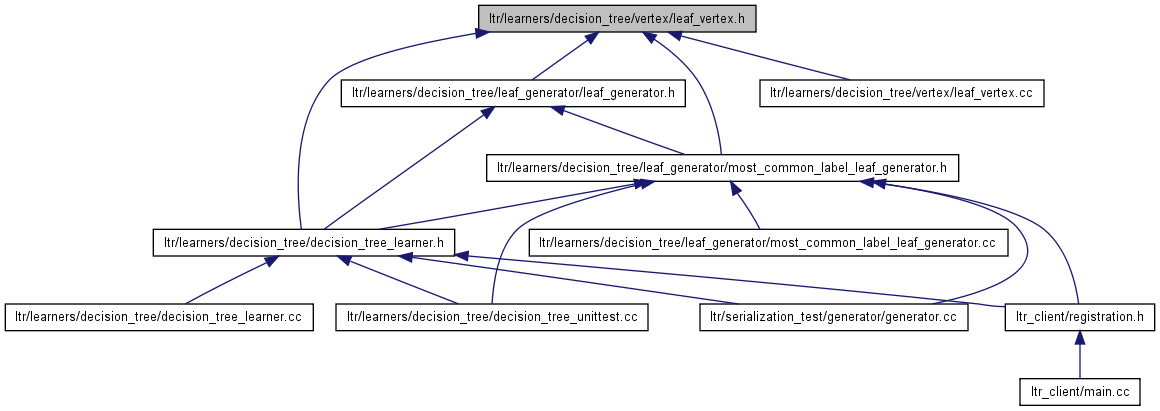 ltr/learners/decision_tree/vertex/leaf_vertex.h
ltr/learners/decision_tree/leaf_generator/leaf_generator.h
ltr/learners/decision_tree/vertex/leaf_vertex.cc
ltr/learners/decision_tree/leaf_generator/most_common_label_leaf_generator.h
ltr/learners/decision_tree/decision_tree_learner.h
ltr/learners/decision_tree/leaf_generator/most_common_label_leaf_generator.cc
ltr/learners/decision_tree/decision_tree_learner.cc
ltr/learners/decision_tree/decision_tree_unittest.cc
ltr/serialization_test/generator/generator.cc
ltr_client/registration.h
ltr_client/main.cc